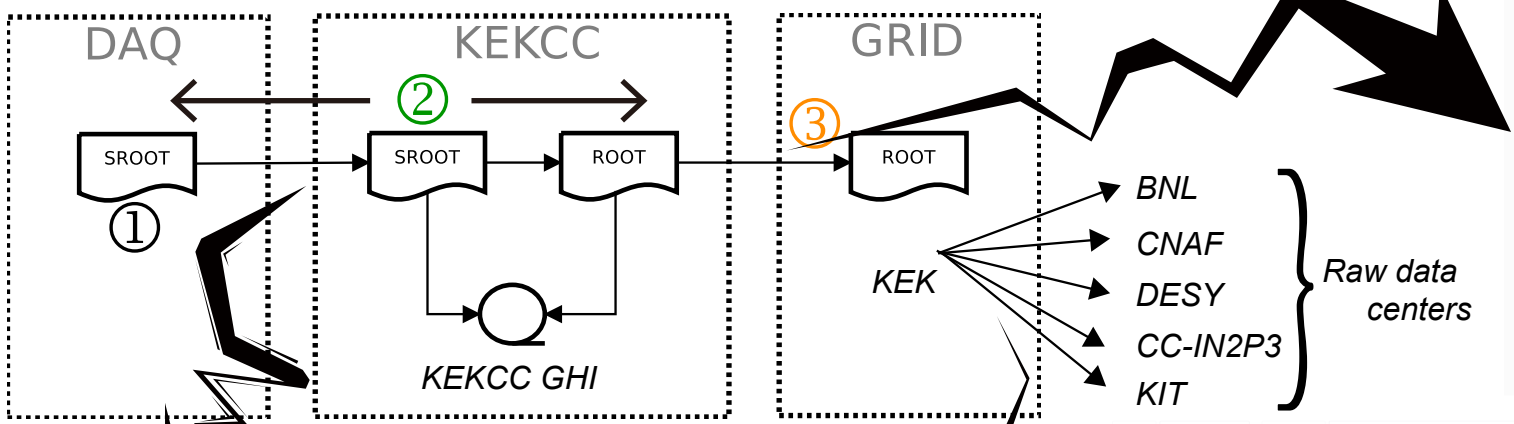 DAQ
KEKCC
GRID
②
③
SROOT
SROOT
ROOT
ROOT
①
BNL
CNAF
KEK
DESY
CC-IN2P3
KIT
Raw data
centers
KEKCC GHI